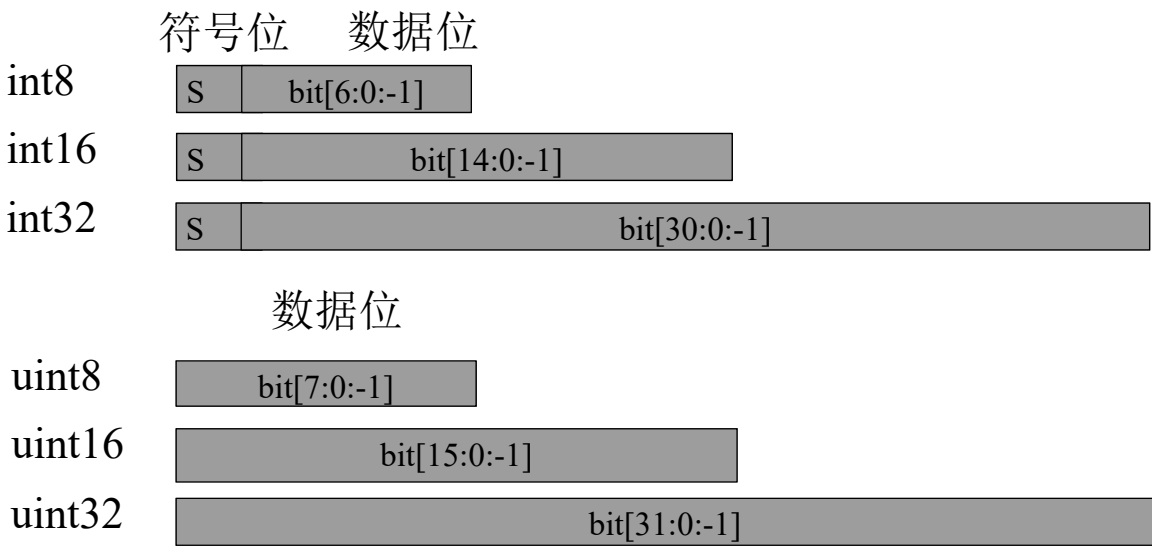 符号位 数据位
int8 S bit[6:0:-1]
int16 S bit[14:0:-1]
int32 S bit[30:0:-1]
数据位
uint8 bit[7:0:-1]
uint16 bit[15:0:-1]
uint32 bit[31:0:-1]